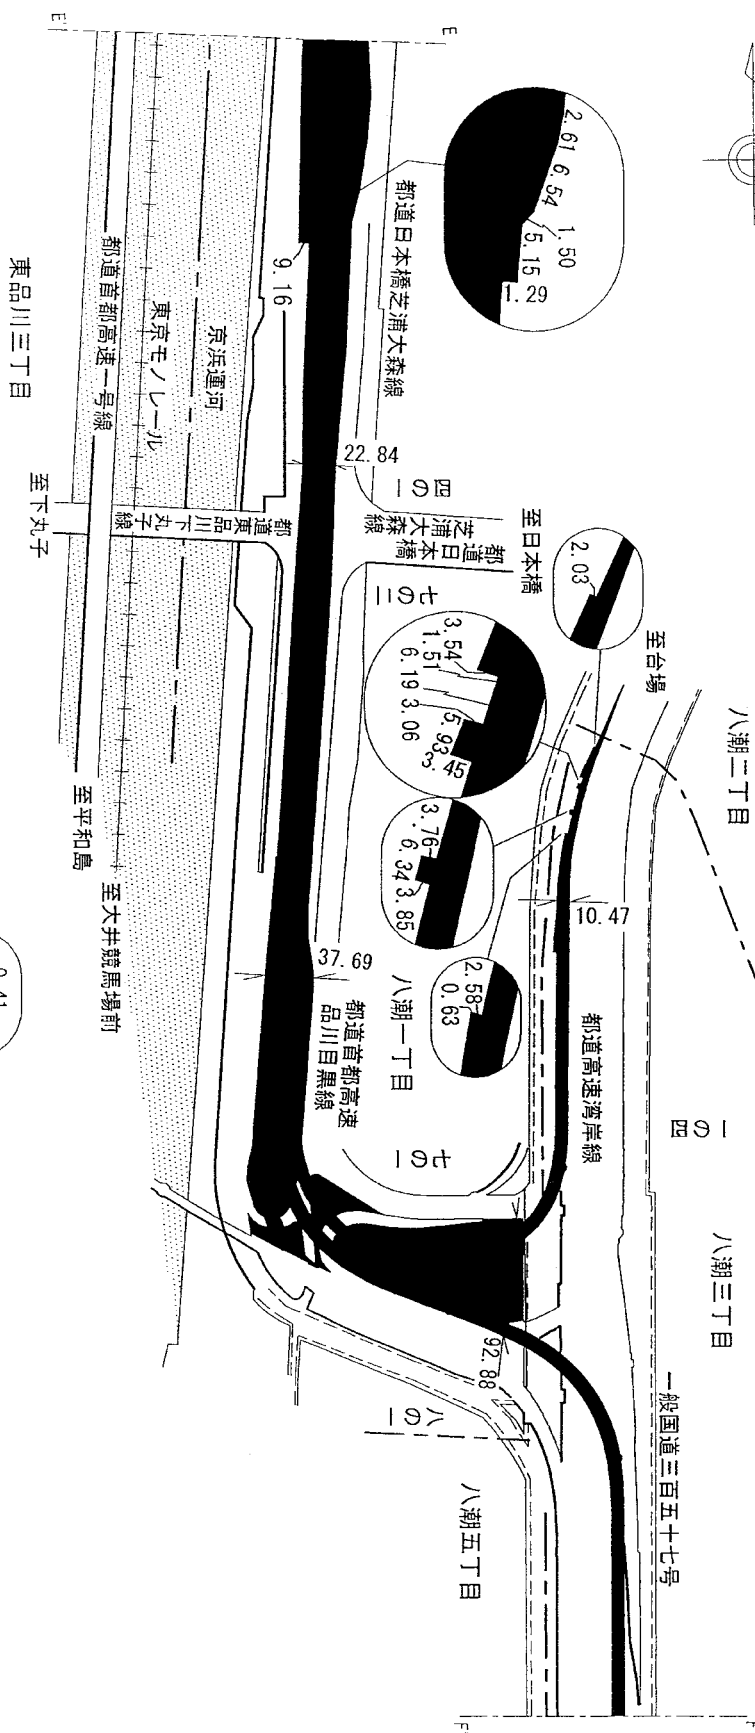 E'
E
2.61
6.54
1.50
5.15
1.29
都道日本橋芝浦大森線
9.16
東品川三丁目
都道首都高速一号線
東京モノレール
京浜運河
22.84
四の一
至下丸子
都道東品川下丸子線
都道日本橋芝浦大森線
至日本橋
2.03
至台場
七の二
3.54
1.51
6.19
3.06
5.93
3.45
八潮二丁目
至平和島
至大井競馬場前
3.76
6.34
3.85
10.47
37.69
2.58
0.63
八潮一丁目
都道首都高速
品川目黒線
都道高速湾岸線
一の四
七の一
八潮三丁目
92.88
八の一
一般国道三百五十七号
八潮五丁目